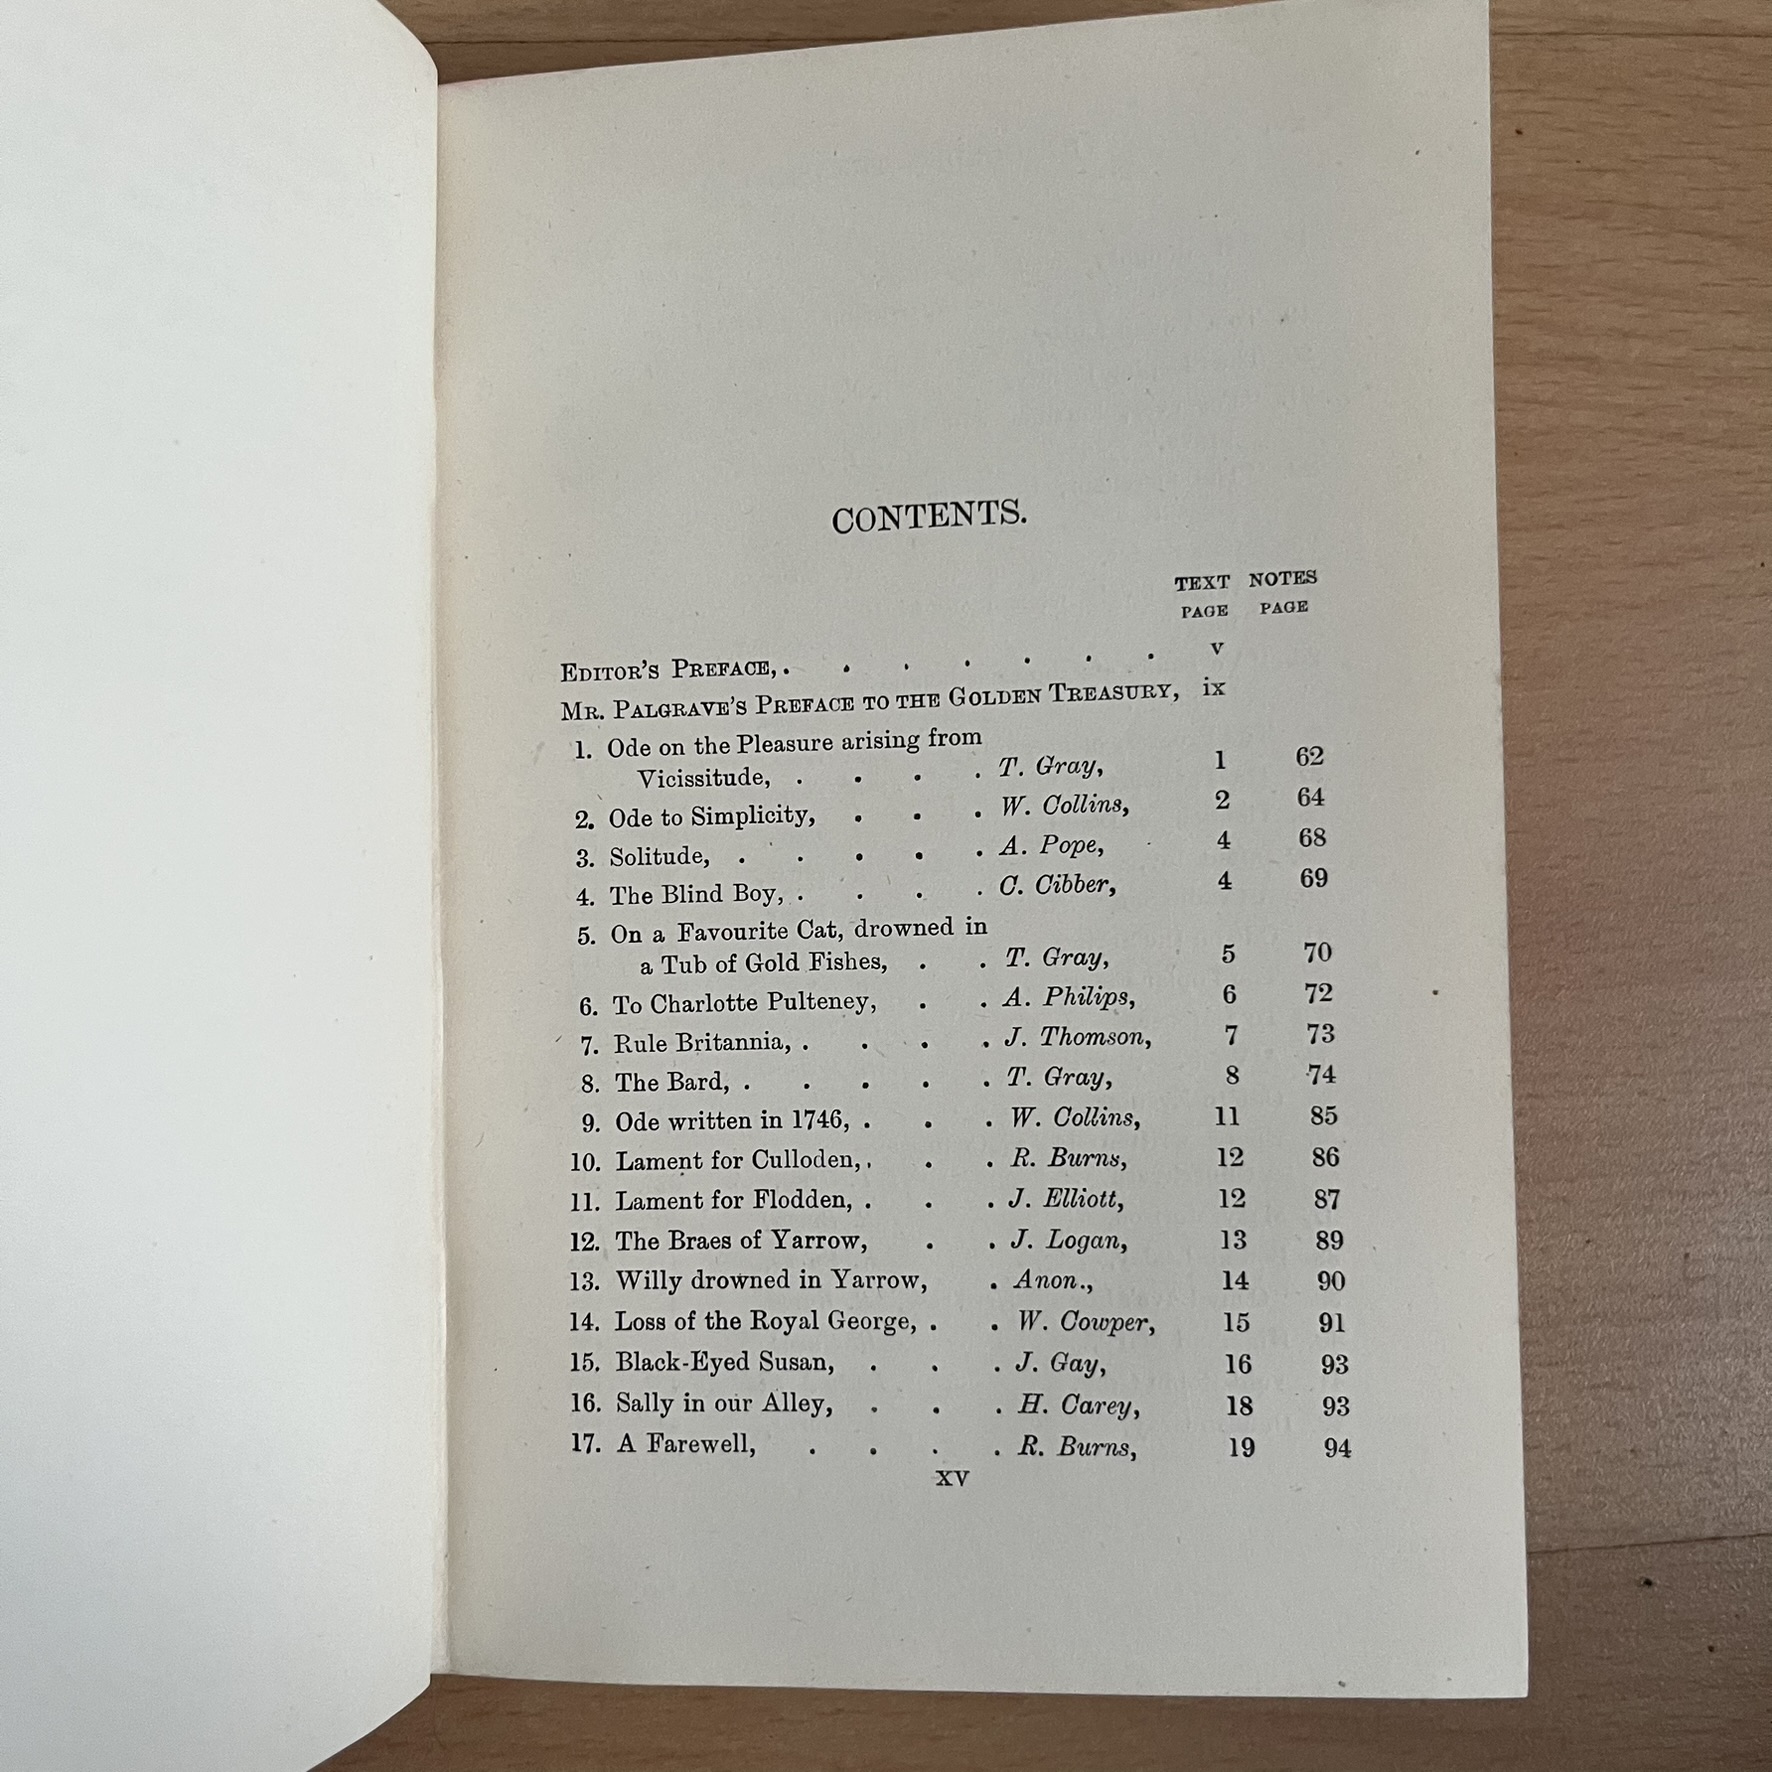 CONTENTS.
TEXT NOTES
PAGE PAGE
EDITOR'S PREFACE, . . . . . . . v
MR. PALGRAVE'S PREFACE TO THE GOLDEN TREASURY, ix
1. Ode on the Pleasure arising from
Vicissitude, . . . . T. Gray, 1 62
2. Ode to Simplicity, . . . W. Collins, 2 64
3. Solitude, . . . . . A. Pope, 4 68
4. The Blind Boy, . . . . C. Cibber, 4 69
5. On a Favourite Cat, drowned in
a Tub of Gold Fishes, . . T. Gray, 5 70
6. To Charlotte Pulteney, . . A. Philips, 6 72
7. Rule Britannia, . . . . J. Thomson, 7 73
8. The Bard, . . . . . T. Gray, 8 74
9. Ode written in 1746, . . . W. Collins, 11 85
10. Lament for Culloden, . . . R. Burns, 12 86
11. Lament for Flodden, . . . J. Elliott, 12 87
12. The Braes of Yarrow, . . J. Logan, 13 89
13. Willy drowned in Yarrow, . Anon., 14 90
14. Loss of the Royal George, . . W. Cowper, 15 91
15. Black-Eyed Susan, . . . J. Gay, 16 93
16. Sally in our Alley, . . . H. Carey, 18 93
17. A Farewell, . . . . R. Burns, 19 94
xv